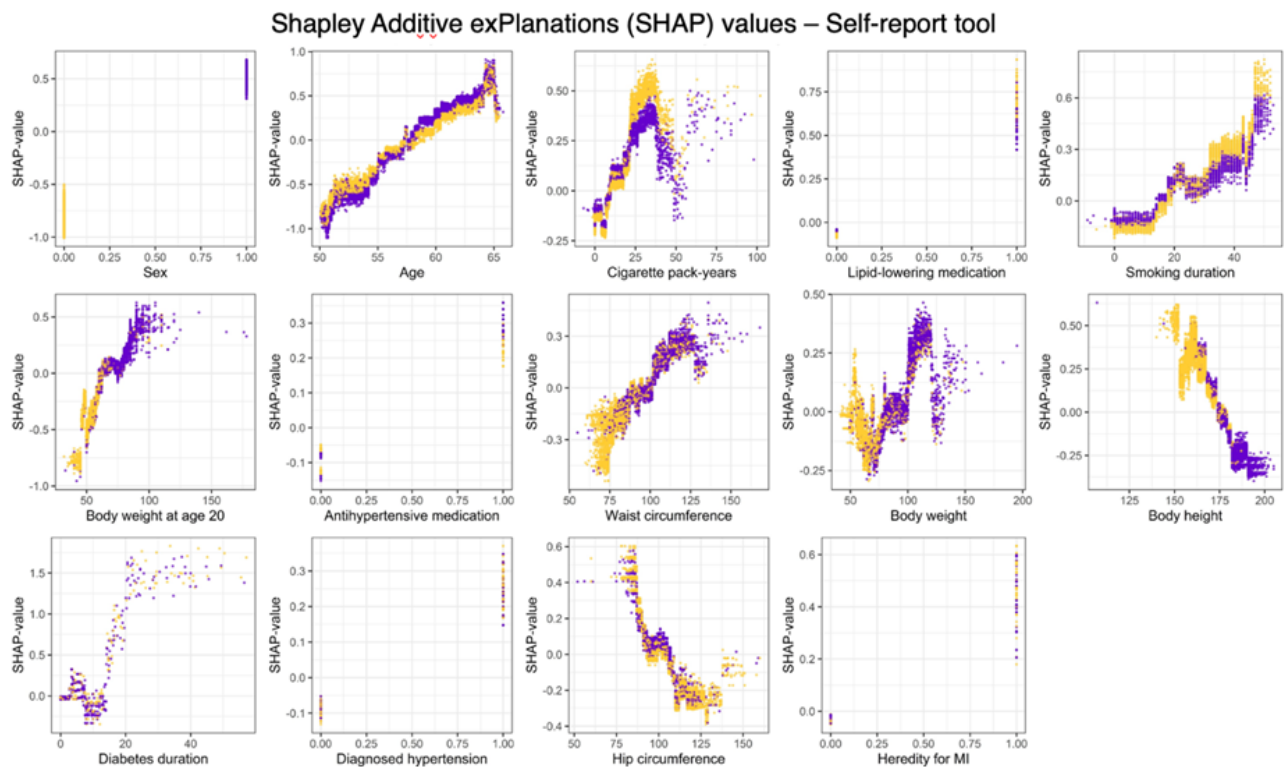 Shapley Additive exPlanations (SHAP) values – Self-report tool
SHAP-value
0.5
0.0
-0.5
-1.0
0.00 0.25 0.50 0.75 1.00
Sex
SHAP-value
1.0
0.5
0.0
-0.5
-1.0
50 55 60 65
Age
SHAP-value
0.50
0.25
0.00
-0.25
0 25 50 75 100
Cigarette pack-years
SHAP-value
0.75
0.50
0.25
0.00
0.00 0.25 0.50 0.75 1.00
Lipid-lowering medication
SHAP-value
0.6
0.3
0.0
0 20 40
Smoking duration
SHAP-value
0.5
0.0
-0.5
-1.0
50 100 150
Body weight at age 20
SHAP-value
0.3
0.2
0.1
0.0
-0.1
0.00 0.25 0.50 0.75 1.00
Antihypertensive medication
SHAP-value
0.3
0.0
-0.3
50 75 100 125 150
Waist circumference
SHAP-value
0.50
0.25
0.00
-0.25
50 100 150 200
Body weight
SHAP-value
0.50
0.25
0.00
-0.25
125 150 175 200
Body height
SHAP-value
1.5
1.0
0.5
0.0
0 20 40
Diabetes duration
SHAP-value
0.3
0.2
0.1
0.0
-0.1
0.00 0.25 0.50 0.75 1.00
Diagnosed hypertension
SHAP-value
0.6
0.4
0.2
0.0
-0.2
-0.4
50 75 100 125 150
Hip circumference
SHAP-value
0.6
0.4
0.2
0.0
0.00 0.25 0.50 0.75 1.00
Heredity for MI